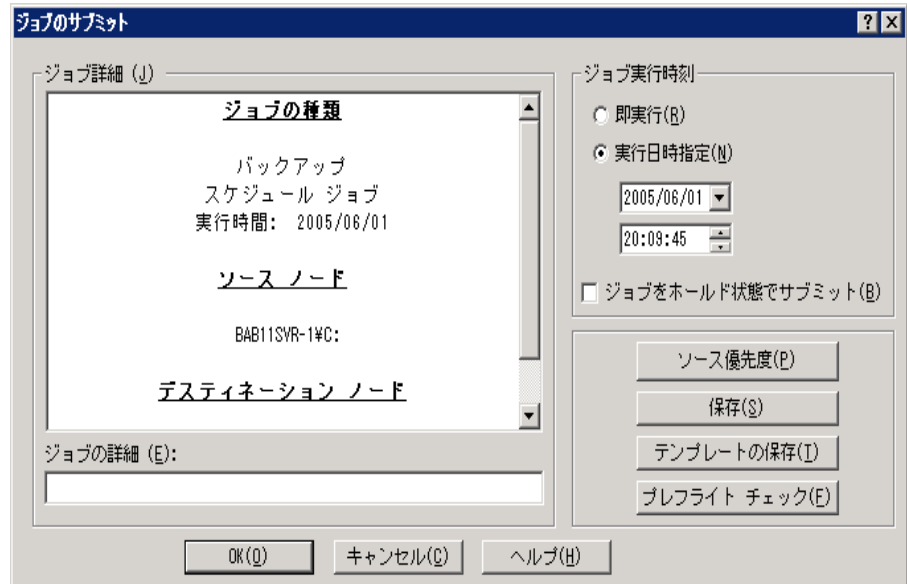 ジョブのサブミット
ジョブ詳細 (J)
ジョブの種類
バックアップ
スケジュール ジョブ
実行時間: 2005/06/01
ソース ノード
BAB11SVR-1¥C:
デスティネーション ノード
ジョブの詳細 (E):
ジョブ実行時刻
即実行(R)
実行日時指定(N)
2005/06/01
20:09:45
ジョブをホールド状態でサブミット(B)
ソース優先度(P)
保存(S)
テンプレートの保存(T)
プレフライト チェック(F)
OK(O)
キャンセル(C)
ヘルプ(H)